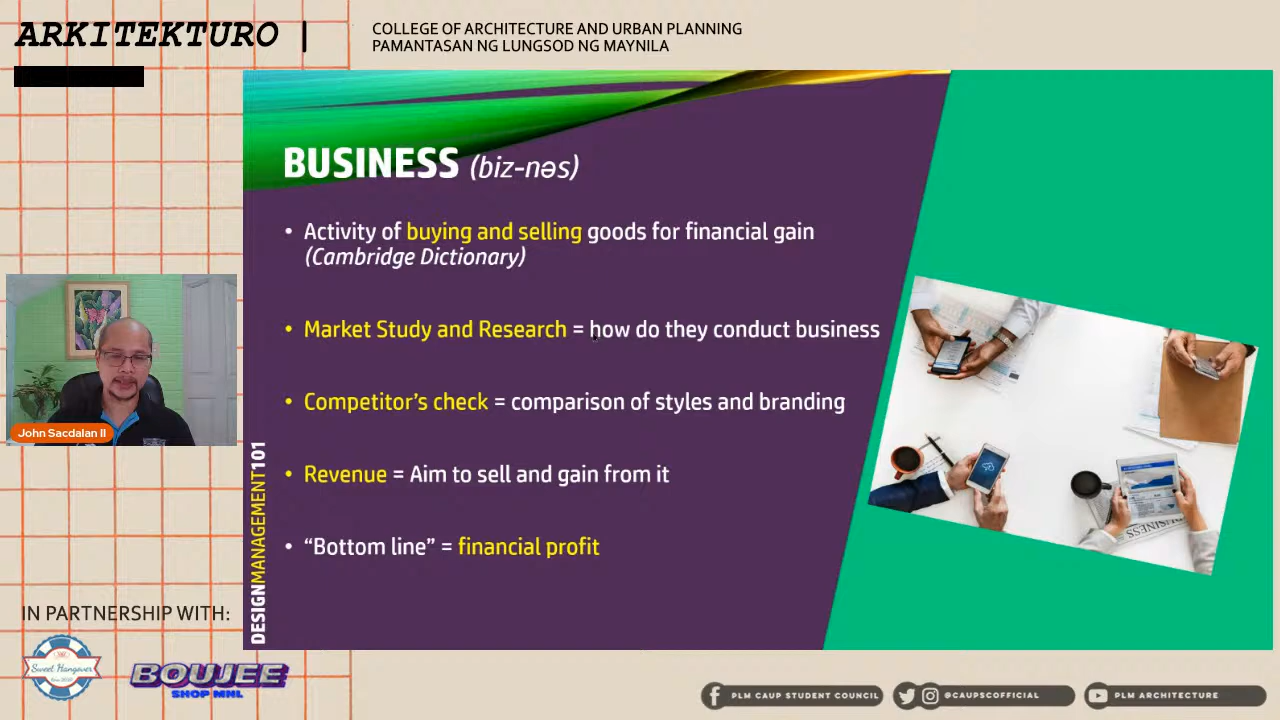 ARKITEKTURO |
COLLEGE OF ARCHITECTURE AND URBAN PLANNING
PAMANTASAN NG LUNGSOD NG MAYNILA
BUSINESS (biz-nəs)
• Activity of buying and selling goods for financial gain
(Cambridge Dictionary)
• Market Study and Research = how do they conduct business
• Competitor’s check = comparison of styles and branding
• Revenue = Aim to sell and gain from it
• “Bottom line” = financial profit
DESIGNMANAGEMENT101
John Sacdalan II
BUSINESS
IN PARTNERSHIP WITH:
Sweet Hangover
BOUJEE
SHOP MNL
PLM CAUP STUDENT COUNCIL
@CAUPSCOFFICIAL
PLM ARCHITECTURE